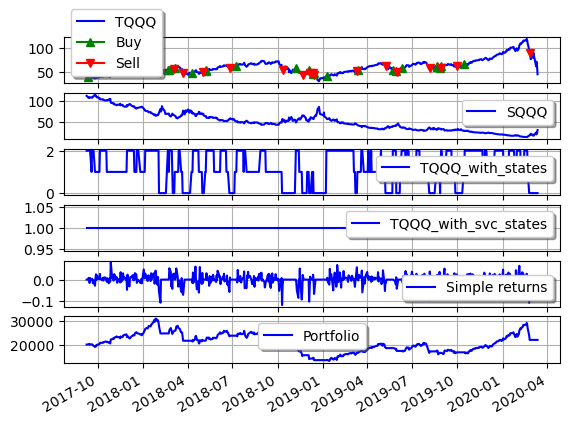 TQQQ
Buy
Sell
100
50
SQQQ
100
50
TQQQ_with_states
2
0
TQQQ_with_svc_states
1.05
1.00
0.95
Simple returns
0.0
−0.1
Portfolio
30000
20000
2017-10 2018-01 2018-04 2018-07 2018-10 2019-01 2019-04 2019-07 2019-10 2020-01 2020-04